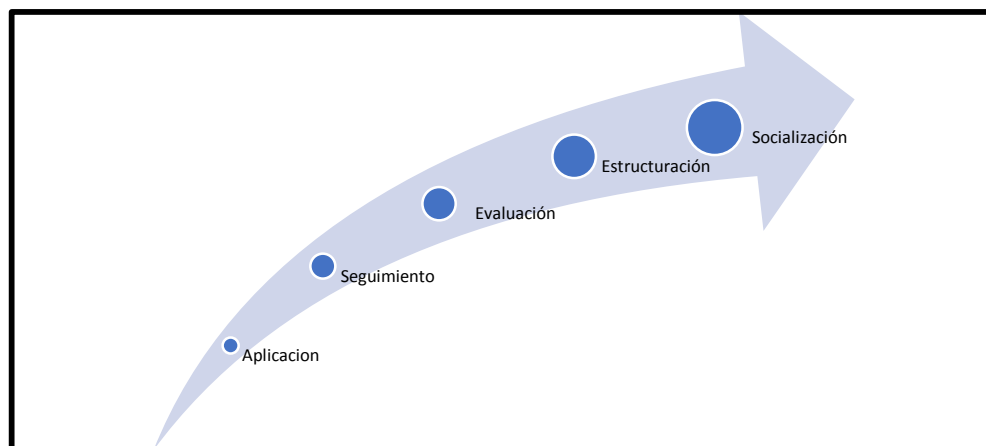 Socialización
Estructuración
Evaluación
Seguimiento
Aplicacion